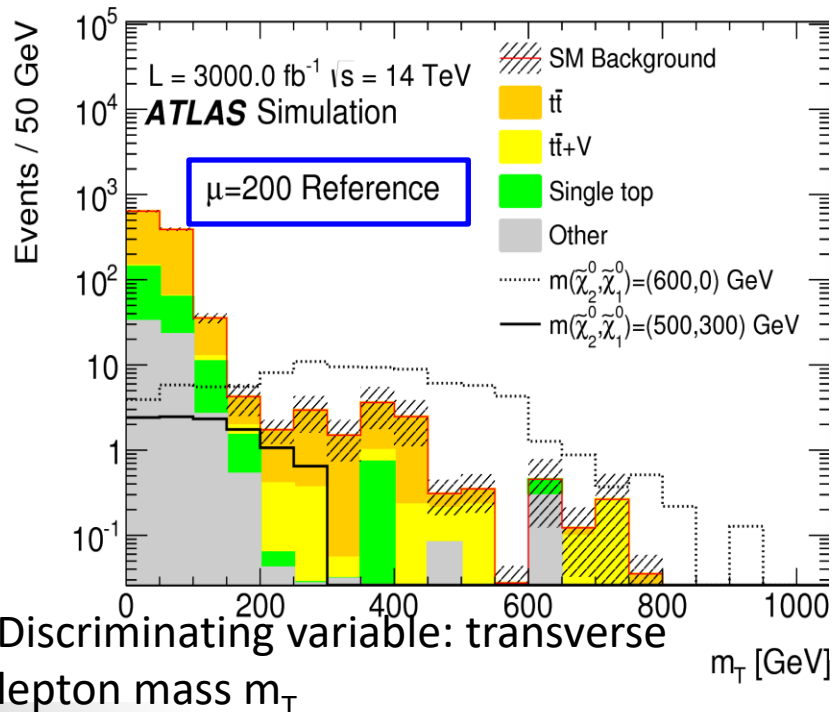 Events / 50 GeV
10⁵
10⁴
10³
10²
10
1
10⁻¹
L = 3000.0 fb⁻¹ √s = 14 TeV
ATLAS Simulation
μ=200 Reference
SM Background
tt̄
tt̄+V
Single top
Other
m(χ̃⁰₂,χ̃⁰₁)=(600,0) GeV
m(χ̃⁰₂,χ̃⁰₁)=(500,300) GeV
0 200 400 600 800 1000
m_T [GeV]
Discriminating variable: transverse
lepton mass m_T